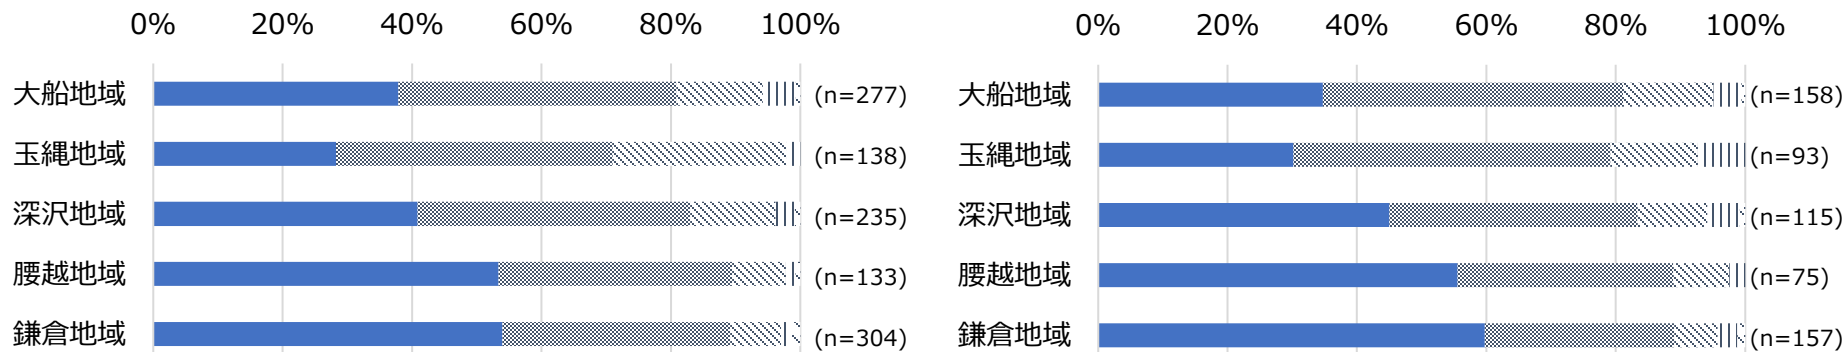 0% 20% 40% 60% 80% 100%
大船地域 (n=277)
玉縄地域 (n=138)
深沢地域 (n=235)
腰越地域 (n=133)
鎌倉地域 (n=304)
0% 20% 40% 60% 80% 100%
大船地域 (n=158)
玉縄地域 (n=93)
深沢地域 (n=115)
腰越地域 (n=75)
鎌倉地域 (n=157)